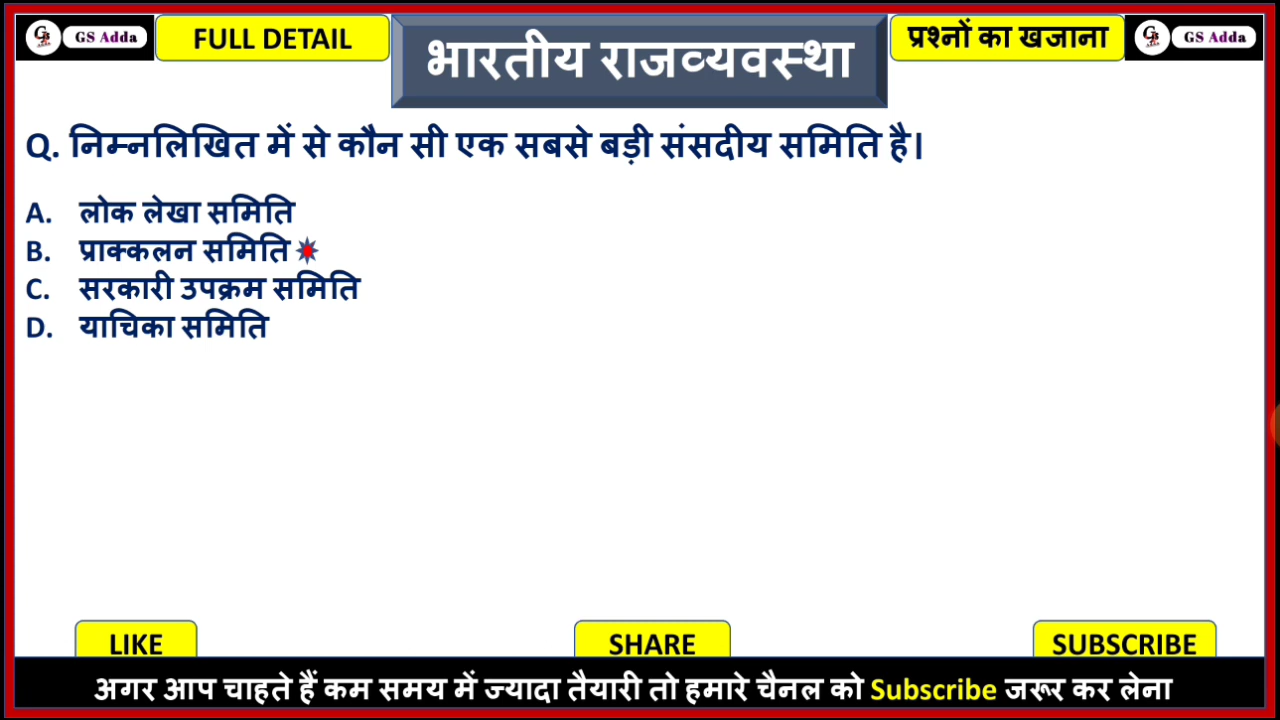 GS Adda
FULL DETAIL
भारतीय राजव्यवस्था
प्रश्नों का खजाना
GS Adda
Q. निम्नलिखित में से कौन सी एक सबसे बड़ी संसदीय समिति है।
A. लोक लेखा समिति
B. प्राक्कलन समिति
C. सरकारी उपक्रम समिति
D. याचिका समिति
LIKE
SHARE
SUBSCRIBE
अगर आप चाहते हैं कम समय में ज्यादा तैयारी तो हमारे चैनल को Subscribe जरूर कर लेना